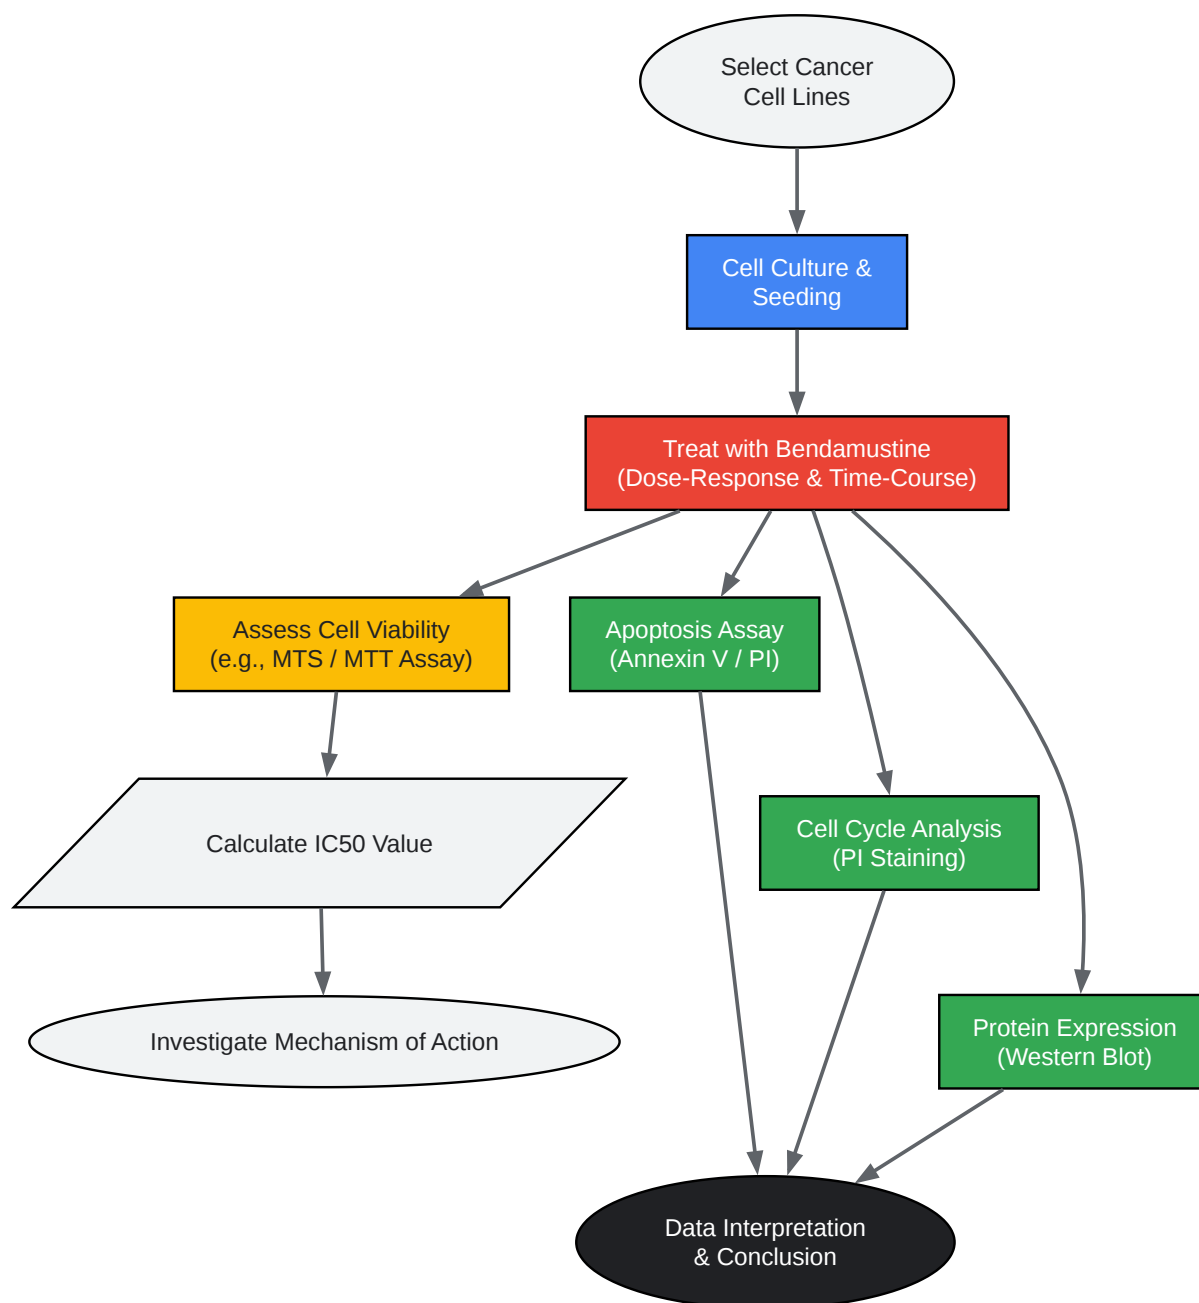 Select Cancer
Cell Lines
Cell Culture &
Seeding
Treat with Bendamustine
(Dose-Response & Time-Course)
Assess Cell Viability
(e.g., MTS / MTT Assay)
Apoptosis Assay
(Annexin V / PI)
Calculate IC50 Value
Cell Cycle Analysis
(PI Staining)
Investigate Mechanism of Action
Protein Expression
(Western Blot)
Data Interpretation
& Conclusion